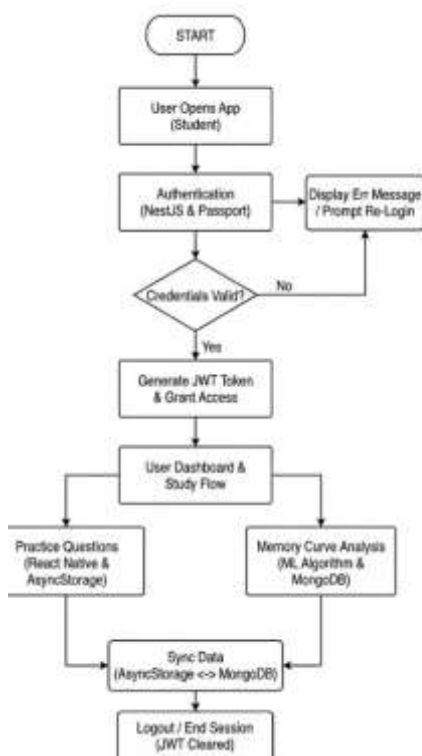 START
User Opens App
(Student)
Authentication
(NestJS & Passport)
Display Err Message
/ Prompt Re-Login
Credentials Valid?
No
Yes
Generate JWT Token
& Grant Access
User Dashboard &
Study Flow
Practice Questions
(React Native &
AsyncStorage)
Memory Curve Analysis
(ML Algorithm &
MongoDB)
Sync Data
(AsyncStorage <-> MongoDB)
Logout / End Session
(JWT Cleared)